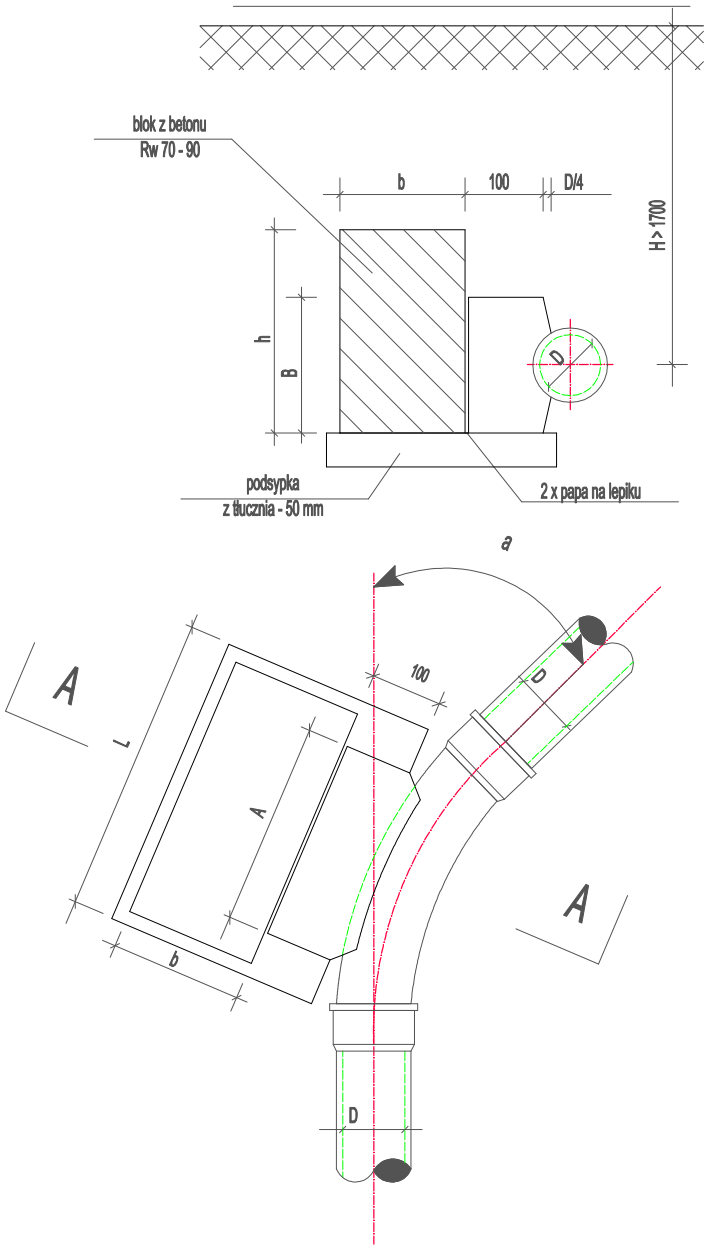 blok z betonu
Rw 70 - 90
b
100
D/4
H > 1700
h
B
D
podsypka
z tłucznia - 50 mm
2 x papa na lepiku
a
A
100
D
L
A
A
b
D